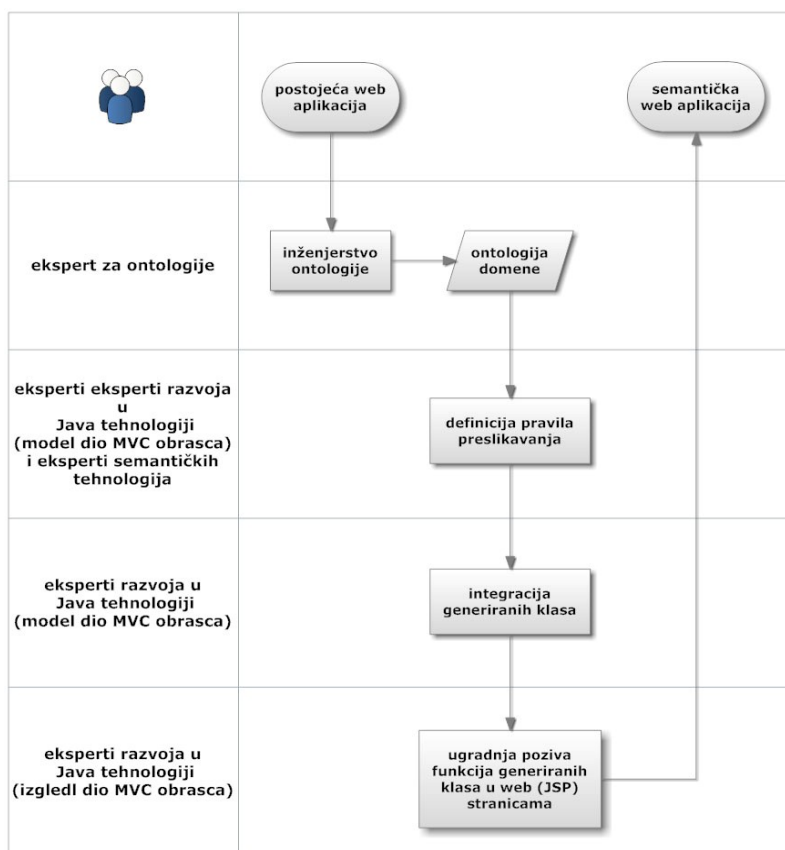 postojeća web
aplikacija
semantička
web aplikacija
ekspert za ontologije
inženjerstvo
ontologije
ontologija
domene
eksperti eksperti razvoja
u
Java tehnologiji
(model dio MVC obrasca)
i eksperti semantičkih
tehnologija
definicija pravila
preslikavanja
eksperti razvoja u
Java tehnologiji
(model dio MVC obrasca)
integracija
generiranih klasa
eksperti razvoja u
Java tehnologiji
(izgledl dio MVC obrasca)
ugradnja poziva
funkcija generiranih
klasa u web (JSP)
stranicama